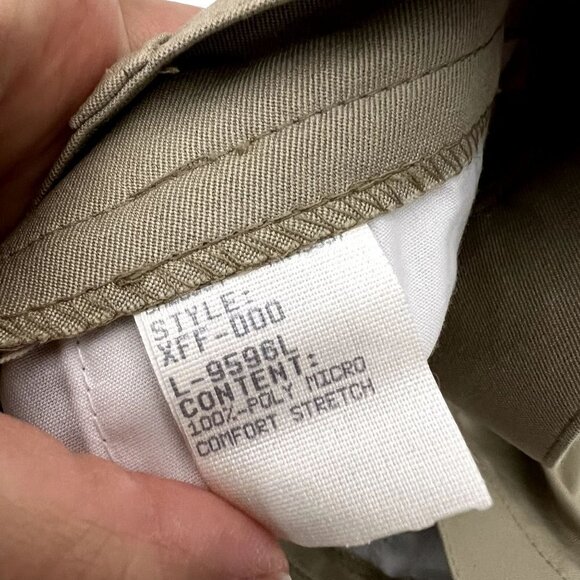 STYLE:
XFF-000
L-9596L
CONTENT:
100%-POLY MICRO
COMFORT STRETCH